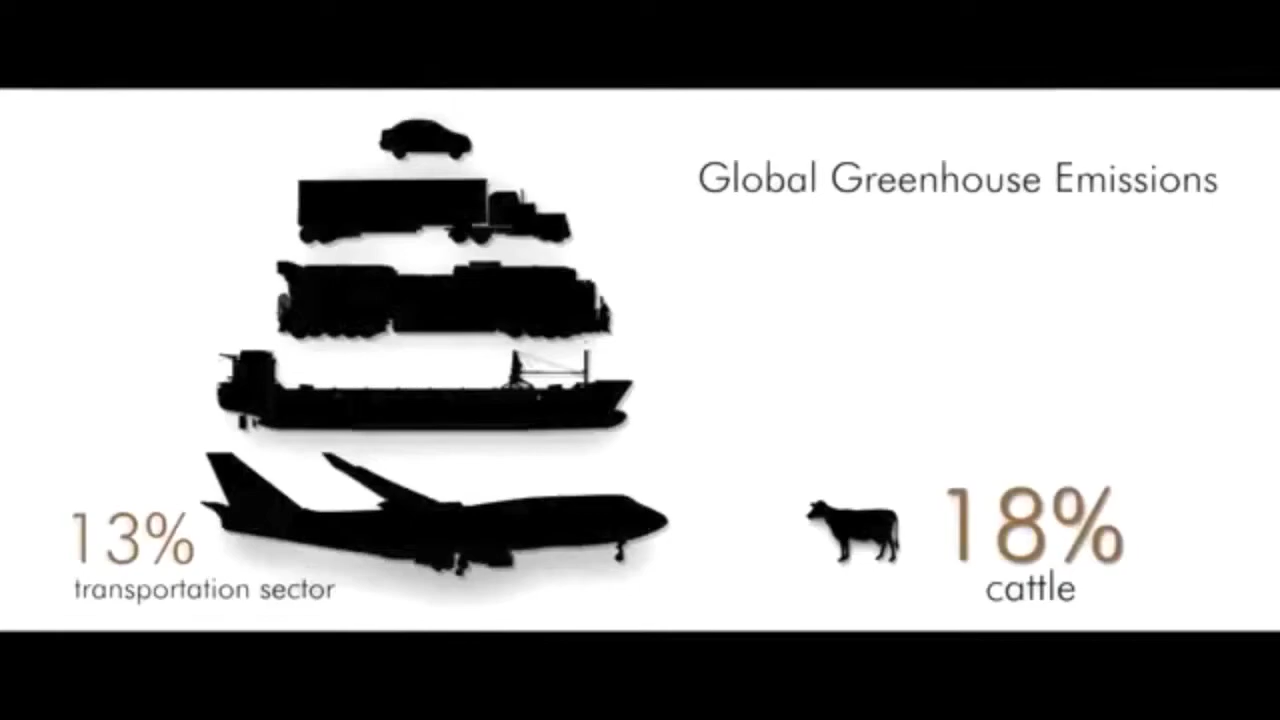 Global Greenhouse Emissions
13%
transportation sector
18%
cattle